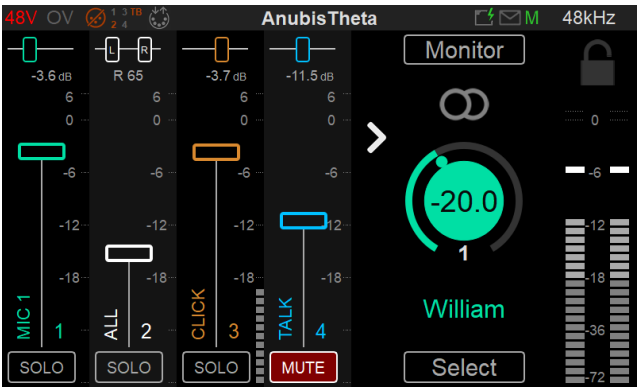 48V OV 1 3 TB 2 4 AnubisTheta M 48kHz
-3.6 dB R 65 -3.7 dB -11.5 dB Monitor
L R
6 6 6 6
0 0 0 0 0
-6 -6 -6 -6 -6
-20.0
-12 -12 -12 12 -12
1
-18 -18 -18 -18 -18
William
MIC 1 1 ALL 2 CLICK 3 TALK 4 -36
SOLO SOLO SOLO MUTE Select -72